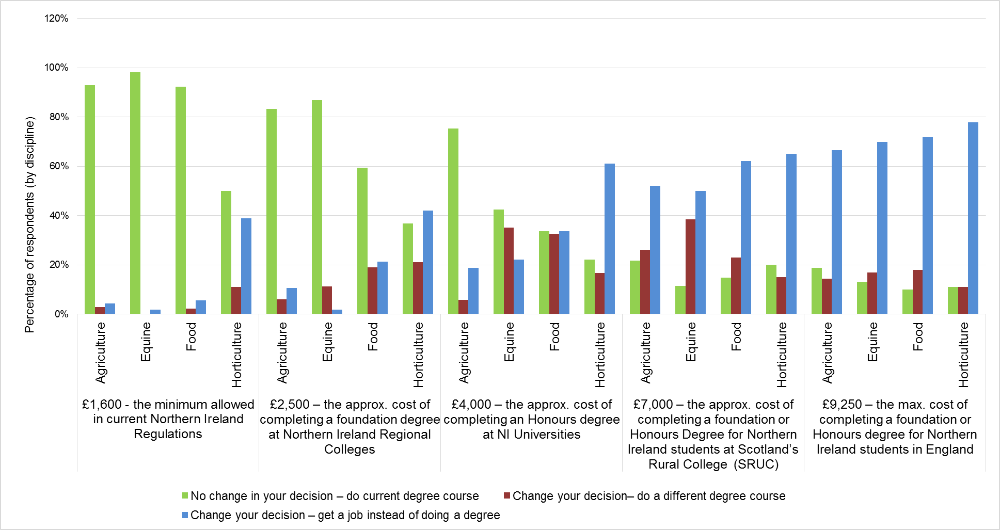 120%
100%
80%
60%
40%
20%
0%
Percentage of respondents (by discipline)
Agriculture
Equine
Food
Horticulture
Agriculture
Equine
Food
Horticulture
Agriculture
Equine
Food
Horticulture
Agriculture
Equine
Food
Horticulture
Agriculture
Equine
Food
Horticulture
£1,600 - the minimum allowed
in current Northern Ireland
Regulations
£2,500 – the approx. cost of
completing a foundation degree
at Northern Ireland Regional
Colleges
£4,000 – the approx. cost of
completing an Honours degree
at NI Universities
£7,000 – the approx. cost of
completing a foundation or
Honours Degree for Northern
Ireland students at Scotland's
Rural College (SRUC)
£9,250 – the max. cost of
completing a foundation or
Honours degree for Northern
Ireland students in England
No change in your decision – do current degree course
Change your decision– do a different degree course
Change your decision – get a job instead of doing a degree